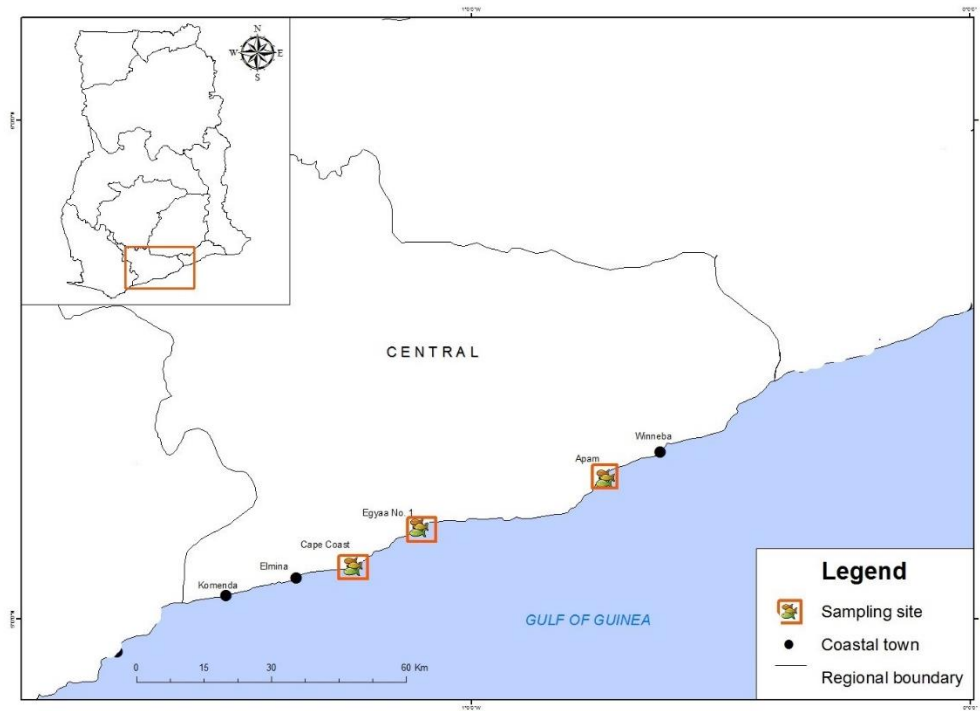 N
W E
S
CENTRAL
Winneba
Apam
Egyaa No. 1
Cape Coast
Elmina
Komenda
GULF OF GUINEA
0 15 30 60 Km
Legend
Sampling site
Coastal town
Regional boundary